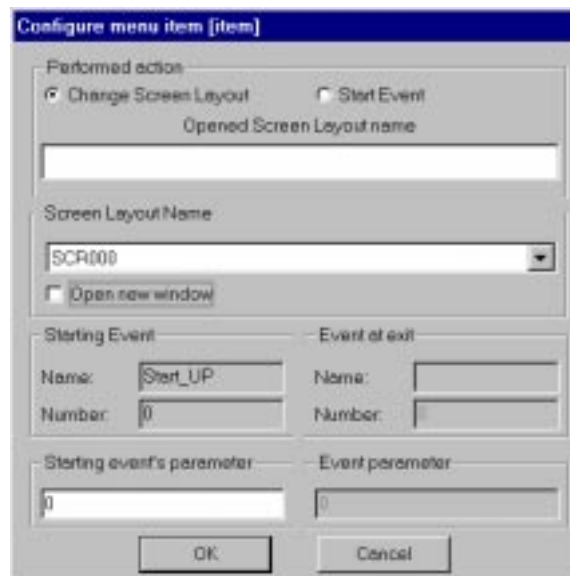 Configure menu item [item]
Performed action
Change Screen Layout Start Event
Opened Screen Layout name
Screen Layout Name
SCR000
Open new window
Starting Event Event at exit
Name: Start_UP Name:
Number: 0 Number: 0
Starting event's parameter Event parameter
0 0
OK Cancel